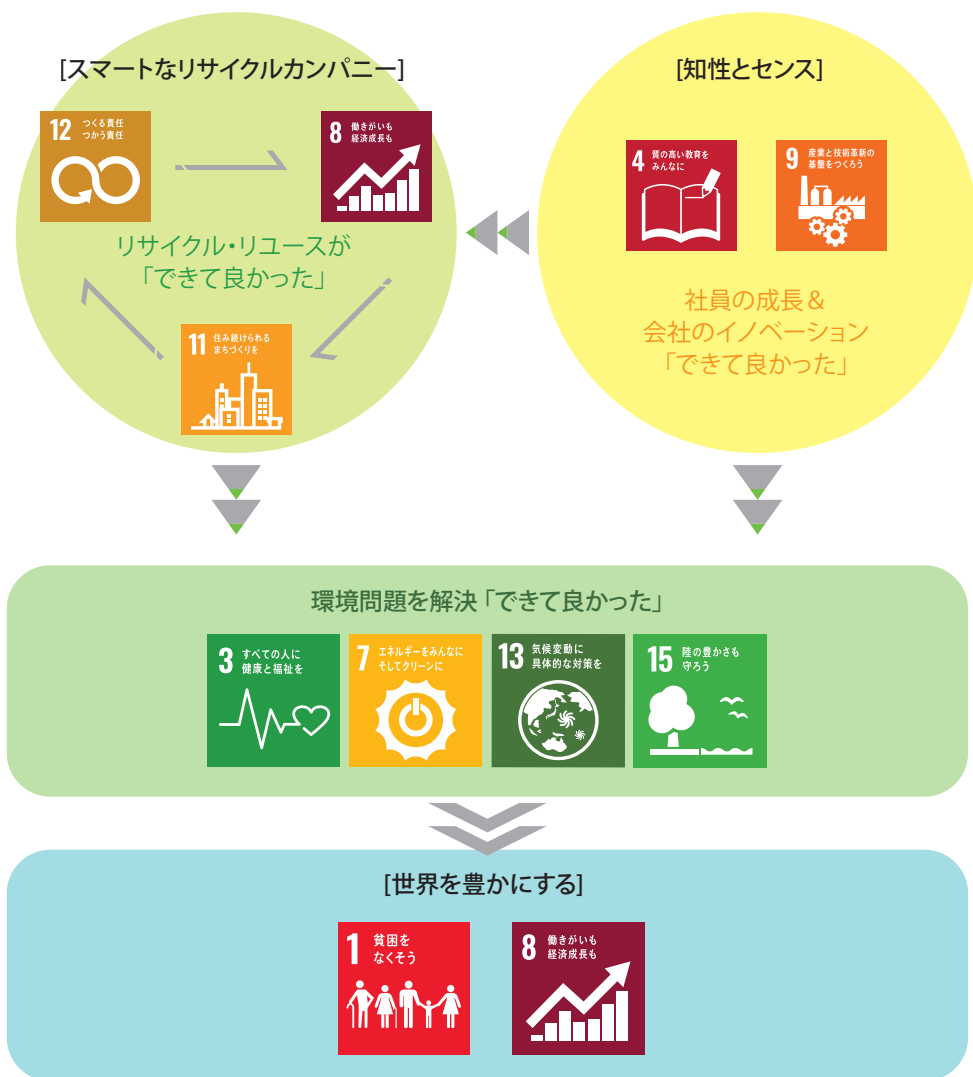 [スマートなリサイクルカンパニー]
12 つくる責任
つかう責任
8 働きがいも
経済成長も
リサイクル・リユースが
「できて良かった」
11 住み続けられる
まちづくりを
[知性とセンス]
4 質の高い教育を
みんなに
9 産業と技術革新の
基盤をつくろう
社員の成長＆
会社のイノベーション
「できて良かった」
環境問題を解決「できて良かった」
3 すべての人に
健康と福祉を
7 エネルギーをみんなに
そしてクリーンに
13 気候変動に
具体的な対策を
15 陸の豊かさも
守ろう
[世界を豊かにする]
1 貧困を
なくそう
8 働きがいも
経済成長も